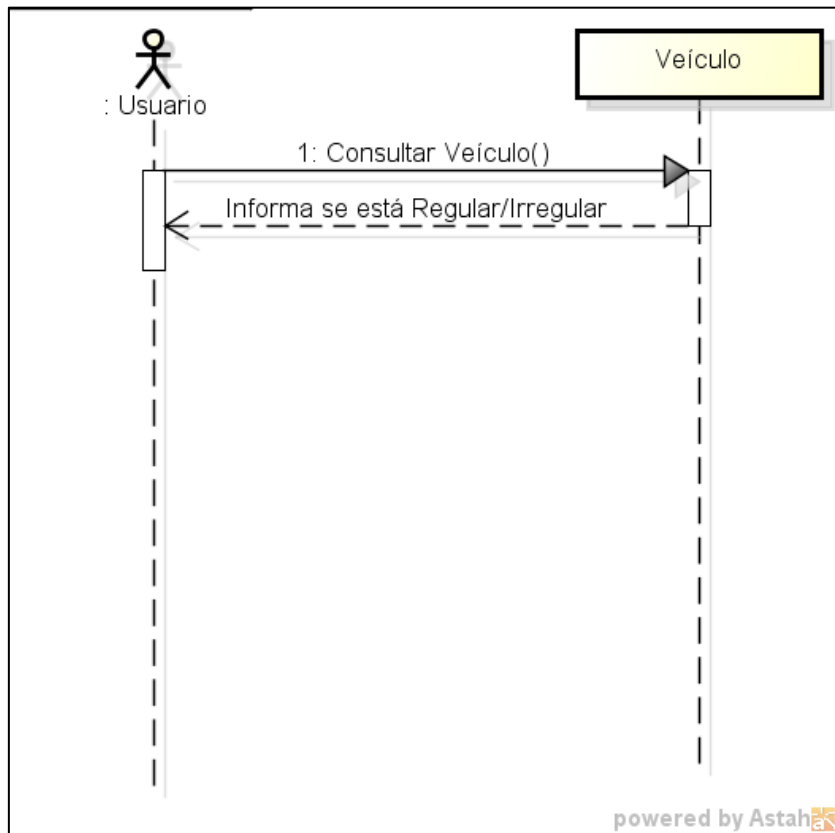 : Usuario
Veículo
1: Consultar Veículo( )
Informa se está Regular/Irregular
powered by Astah